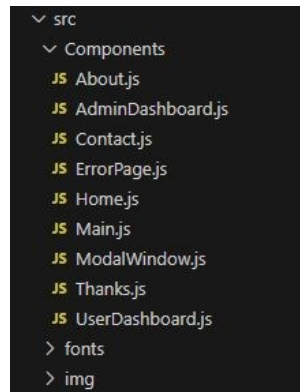 src
Components
JS About.js
JS AdminDashboard.js
JS Contact.js
JS ErrorPage.js
JS Home.js
JS Main.js
JS ModalWindow.js
JS Thanks.js
JS UserDashboard.js
fonts
img